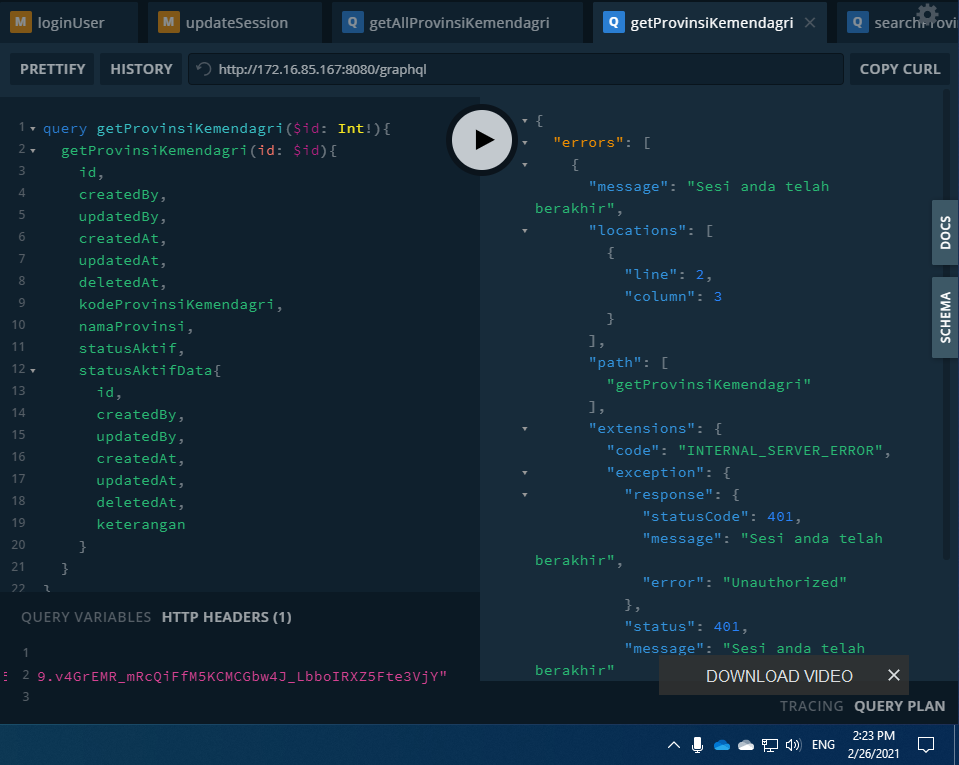 M loginUser M updateSession Q getAllProvinsiKemendagri Q getProvinsiKemendagri Q searchProvi
PRETTIFY HISTORY http://172.16.85.167:8080/graphql COPY CURL
1 query getProvinsiKemendagri($id: Int!){
2 getProvinsiKemendagri(id: $id){
3 id,
4 createdBy,
5 updatedBy,
6 createdAt,
7 updatedAt,
8 deletedAt,
9 kodeProvinsiKemendagri,
10 namaProvinsi,
11 statusAktif,
12 statusAktifData{
13 id,
14 createdBy,
15 updatedBy,
16 createdAt,
17 updatedAt,
18 deletedAt,
19 keterangan
20 }
21 }
22 }
{
"errors": [
{
"message": "Sesi anda telah
berakhir",
"locations": [
{
"line": 2,
"column": 3
}
],
"path": [
"getProvinsiKemendagri"
],
"extensions": {
"code": "INTERNAL_SERVER_ERROR",
"exception": {
"response": {
"statusCode": 401,
"message": "Sesi anda telah
berakhir",
"error": "Unauthorized"
},
"status": 401,
"message": "Sesi anda telah
berakhir"
DOCS
SCHEMA
QUERY VARIABLES HTTP HEADERS (1)
1
2 9.v4GrEMR_mRcQiFfM5KCMCGbw4J_LbboIRXZ5Fte3VjY"
3
DOWNLOAD VIDEO
TRACING QUERY PLAN
ENG 2:23 PM
2/26/2021